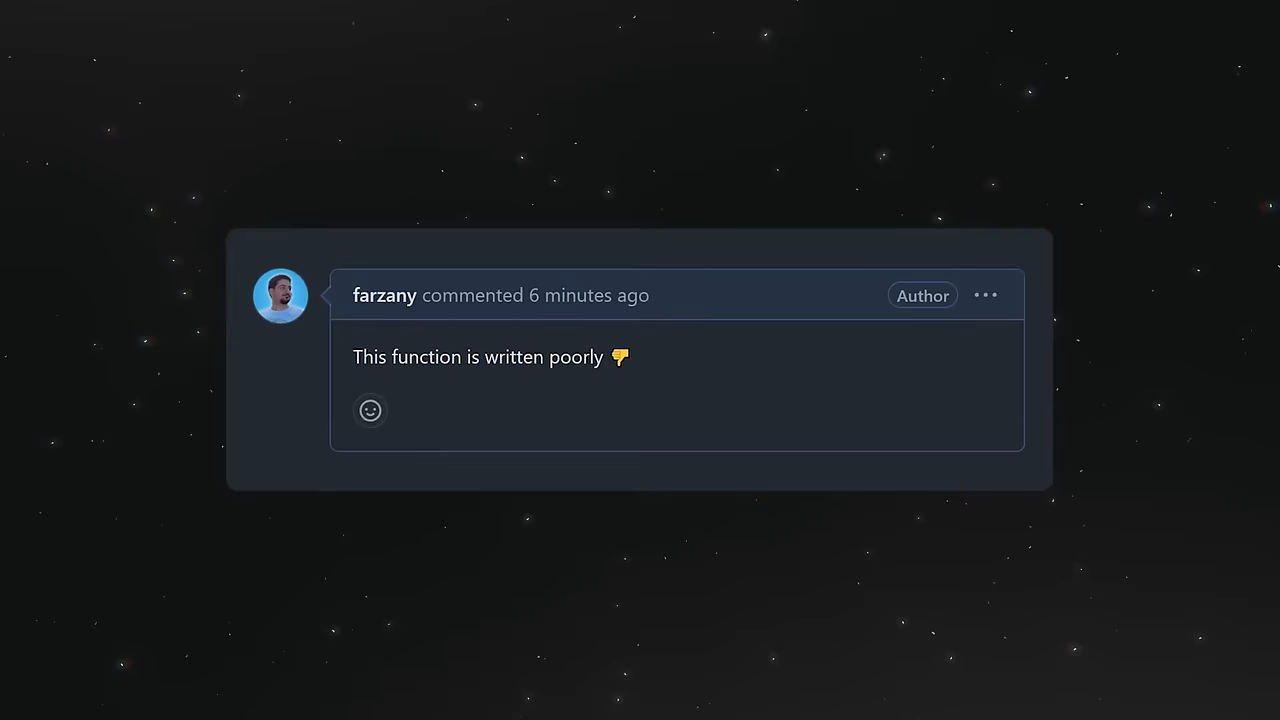 farzany commented 6 minutes ago Author
This function is written poorly 👎